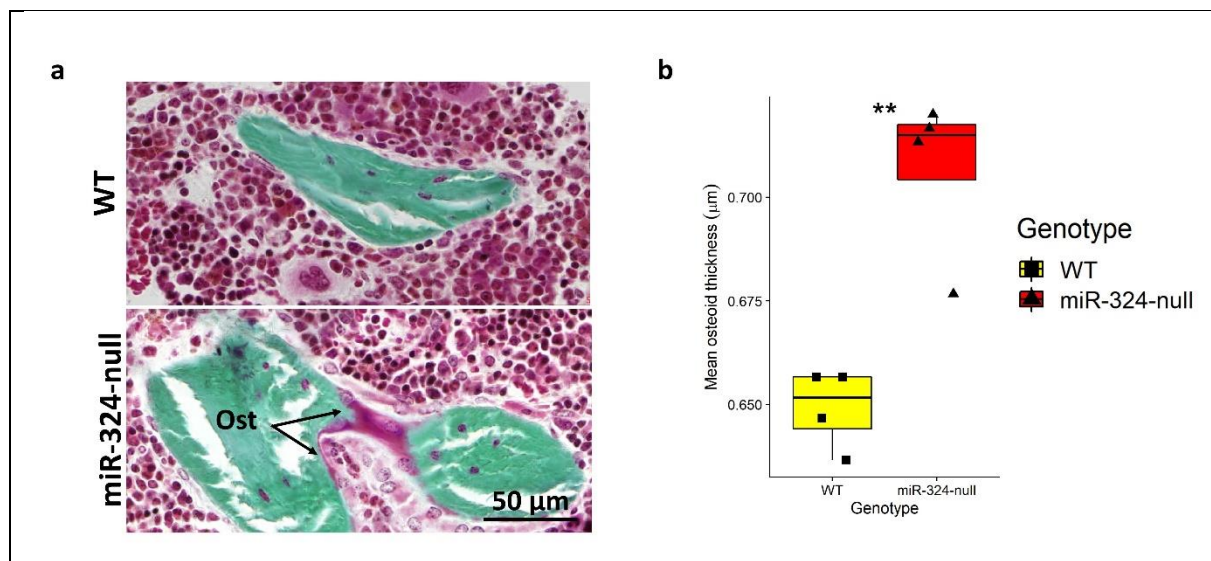 a
WT
miR-324-null
Ost
50 µm
b
Mean osteoid thickness (µm)
0.700
0.675
0.650
**
WT
miR-324-null
Genotype
Genotype
WT
miR-324-null